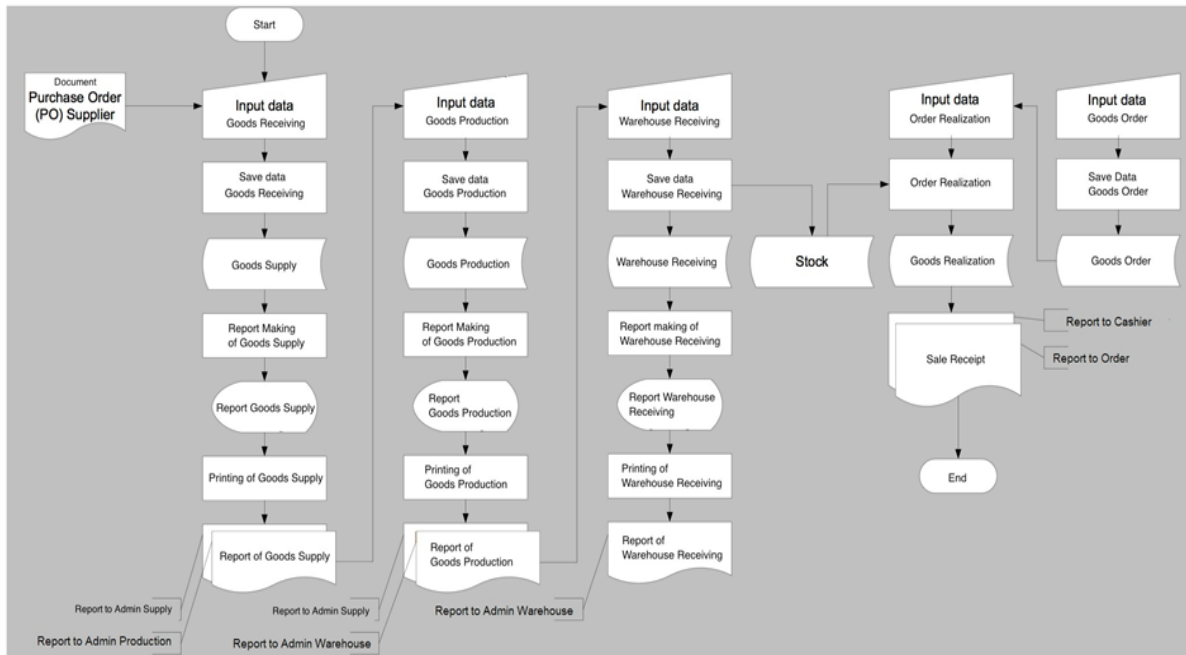 Start
Document
Purchase Order
(PO) Supplier
Input data
Goods Receiving
Save data
Goods Receiving
Goods Supply
Report Making
of Goods Supply
Report Goods Supply
Printing of Goods Supply
Report of Goods Supply
Report to Admin Supply
Report to Admin Production
Input data
Goods Production
Save data
Goods Production
Goods Production
Report Making
of Goods Production
Report
Goods Production
Printing of
Goods Production
Report of
Goods Production
Report to Admin Supply
Report to Admin Warehouse
Input data
Warehouse Receiving
Save data
Warehouse Receiving
Warehouse Receiving
Report making of
Warehouse Receiving
Report Warehouse
Receiving
Printing of
Warehouse Receiving
Report of
Warehouse Receiving
Report to Admin Warehouse
Stock
Input data
Order Realization
Order Realization
Goods Realization
Sale Receipt
Report to Cashier
Report to Order
End
Input data
Goods Order
Save Data
Goods Order
Goods Order